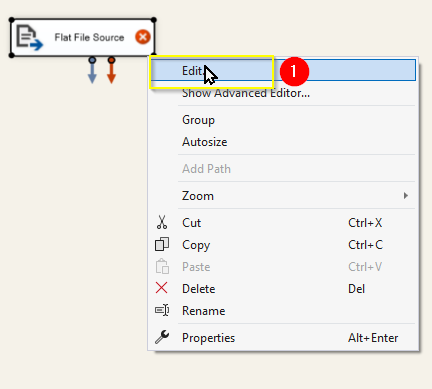 Flat File Source
Edit...
1
Show Advanced Editor...
Group
Autosize
Add Path
Zoom
Cut Ctrl+X
Copy Ctrl+C
Paste Ctrl+V
Delete Del
Rename
Properties Alt+Enter